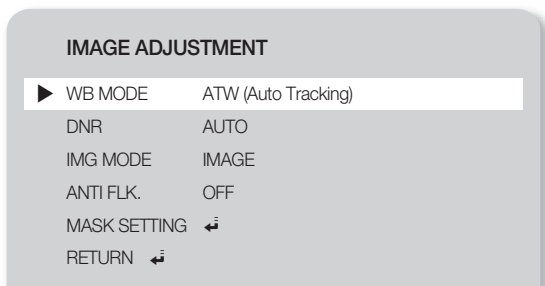 IMAGE ADJUSTMENT
WB MODE ATW (Auto Tracking)
DNR AUTO
IMG MODE IMAGE
ANTI FLK. OFF
MASK SETTING
RETURN